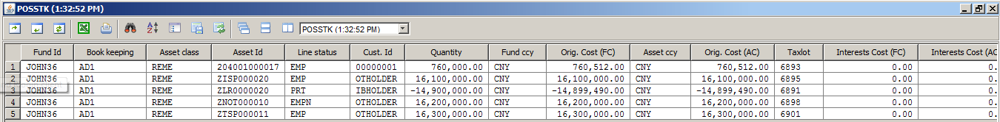 POSSTK (1:32:52 PM)
POSSTK (1:32:52 PM)
Fund Id Book keeping Asset class Asset Id Line status Cust. Id Quantity Fund ccy Orig. Cost (FC) Asset ccy Orig. Cost (AC) Taxlot Interests Cost (FC) Interests Cost (AC
1 JOHN36 AD1 REME 204001000017 EMP 00000001 760,000.00 CNY 760,512.00 CNY 760,512.00 6893 0.00 0.
2 JOHN36 AD1 REME ZISP000020 EMP OTHOLDER 16,100,000.00 CNY 16,100,000.00 CNY 16,100,000.00 6895 0.00 0.
3 JOHN36 AD1 REME ZLR0000020 PRT IBHOLDER -14,900,000.00 CNY -14,899,490.00 CNY -14,899,490.00 6891 0.00 0.
4 JOHN36 AD1 REME ZNOT000010 EMPN OTHOLDER 16,200,000.00 CNY 16,200,000.00 CNY 16,200,000.00 6898 0.00 0.
5 JOHN36 AD1 REME ZTSP000011 EMP OTHOLDER 16,300,000.00 CNY 16,300,000.00 CNY 16,300,000.00 6901 0.00 0.